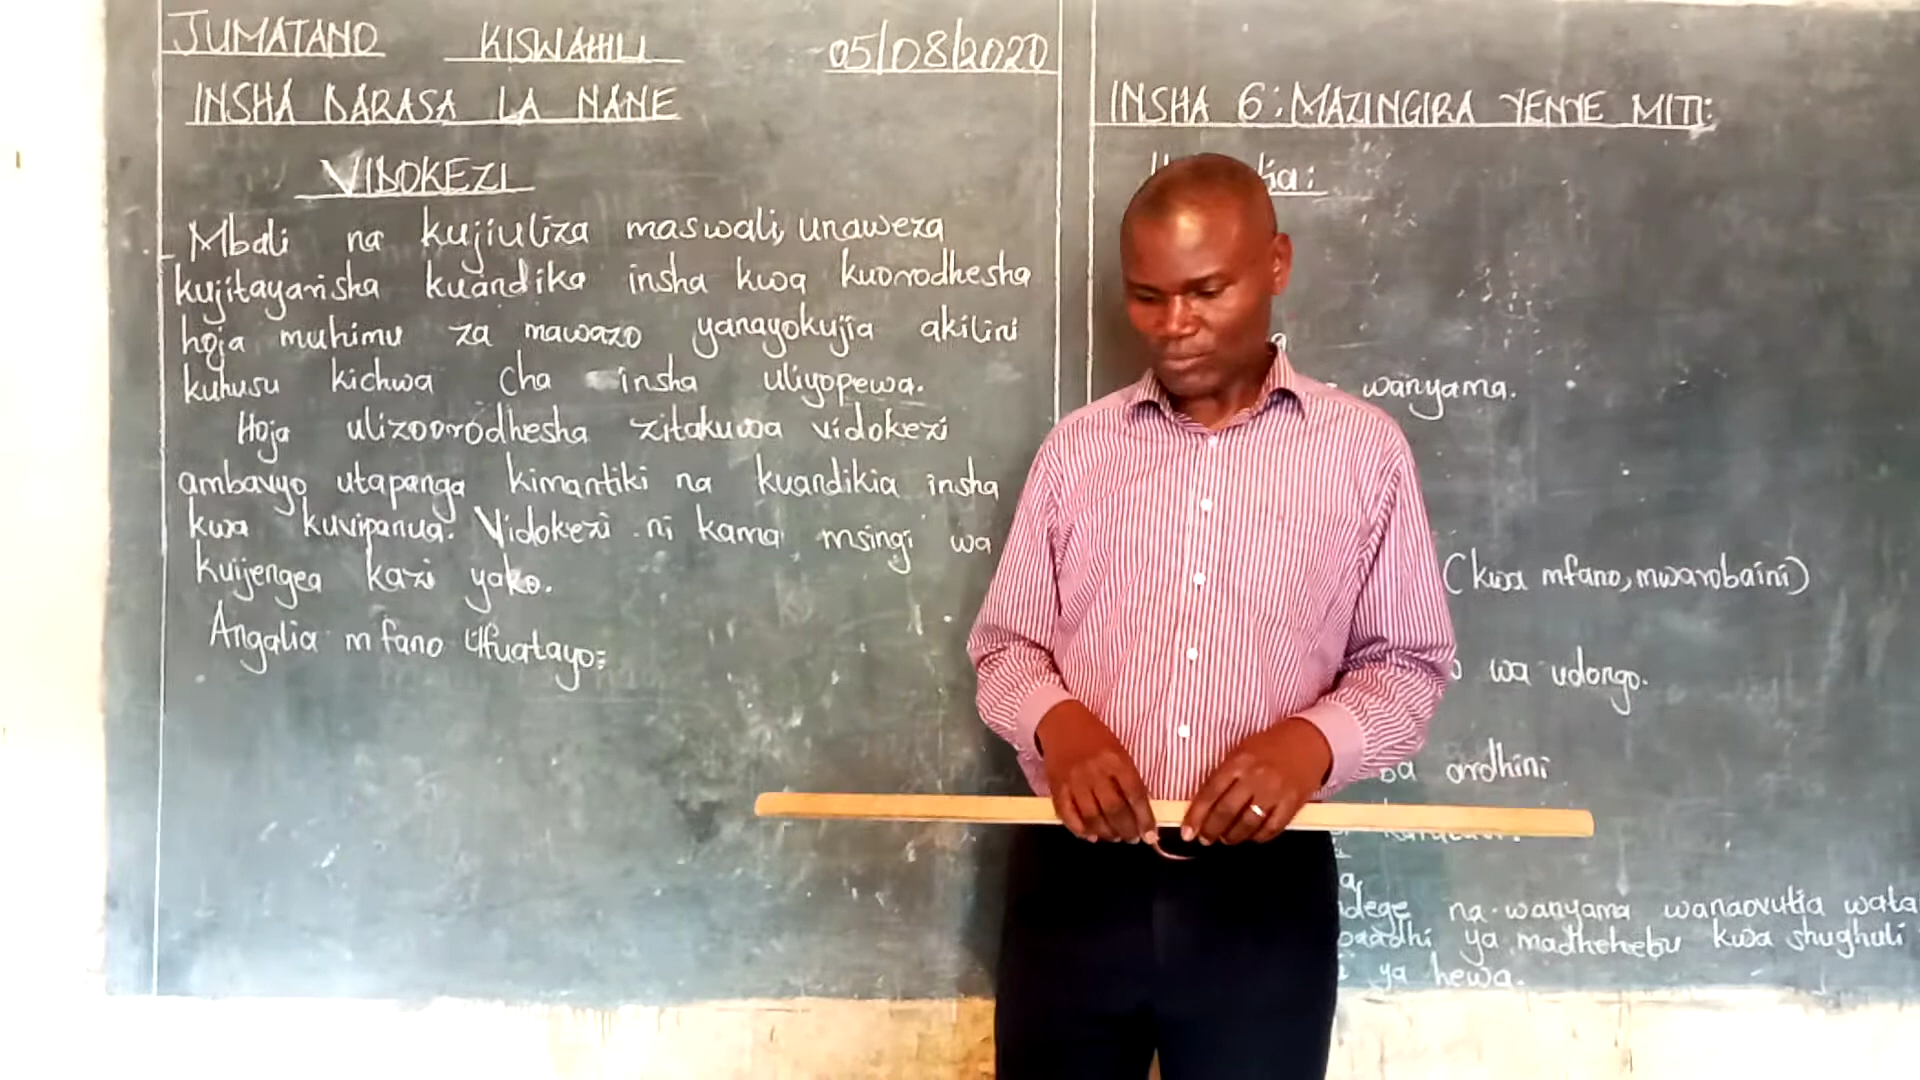 JUMATANO KISWAHILI 05/08/2020
INSHA DARASA LA NANE
VIDOKEZI
Mbali na kujiuliza maswali, unaweza
kujitayarisha kuandika insha kwa kuorodhesha
hoja muhimu za mawazo yanayokujia akilini
kuhusu kichwa cha insha uliyopewa.
Hoja ulizoorodhesha zitakuwa vidokezi
ambavyo utapanga kimantiki na kuandikia insha
kwa kuvipanua. Vidokezi ni kama msingi wa
kuijengea kazi yako.
Angalia mfano Ufuatayo:
INSHA 6: MAZINGIRA YENYE MITI:
wanyama.
(kwa mfano, mwarobaini)
wa udongo.
ardhini
na wanyama wanaovutia wata
ya madhehebu kwa shughuli
ya hewa.